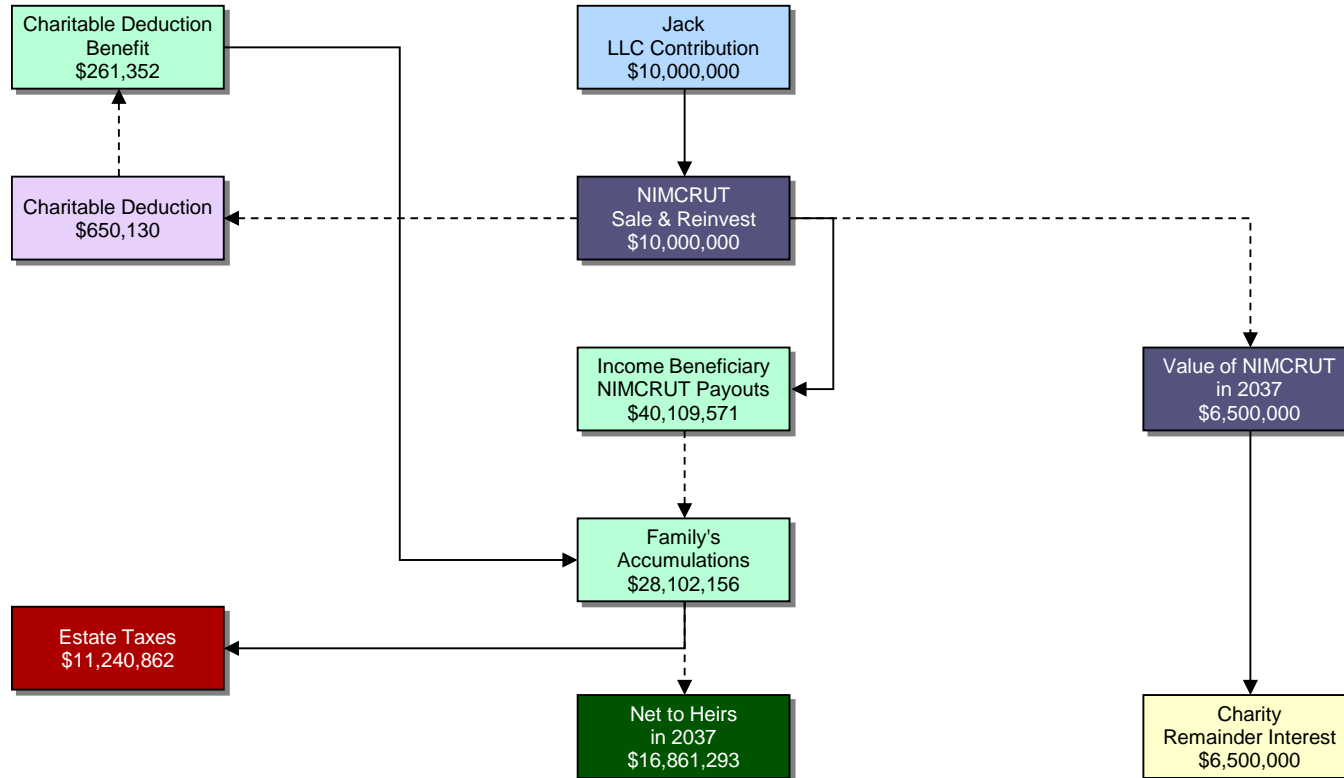 Charitable Deduction
Benefit
$261,352
Jack
LLC Contribution
$10,000,000
Charitable Deduction
$650,130
NIMCRUT
Sale & Reinvest
$10,000,000
Income Beneficiary
NIMCRUT Payouts
$40,109,571
Value of NIMCRUT
in 2037
$6,500,000
Family's
Accumulations
$28,102,156
Estate Taxes
$11,240,862
Net to Heirs
in 2037
$16,861,293
Charity
Remainder Interest
$6,500,000